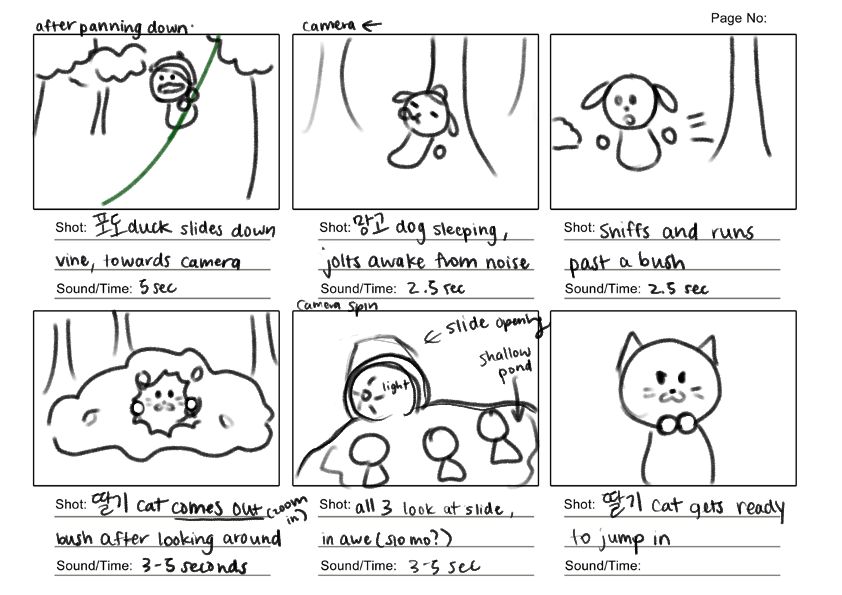 Page No:
after panning down.
Shot: 포도 duck slides down
vine, towards camera
Sound/Time: 5 sec
Camera ←
Shot: 망고 dog sleeping,
jolts awake from noise
Sound/Time: 2.5 sec
Shot: Sniffs and runs
past a bush
Sound/Time: 2.5 sec
Shot: 딸기 cat comes out (zoom in)
bush after looking around
Sound/Time: 3-5 seconds
Camera spin
← slide opening
shallow
pond
light
Shot: all 3 look at slide,
in awe (slo mo?)
Sound/Time: 3-5 sec
Shot: 딸기 cat gets ready
to jump in
Sound/Time: